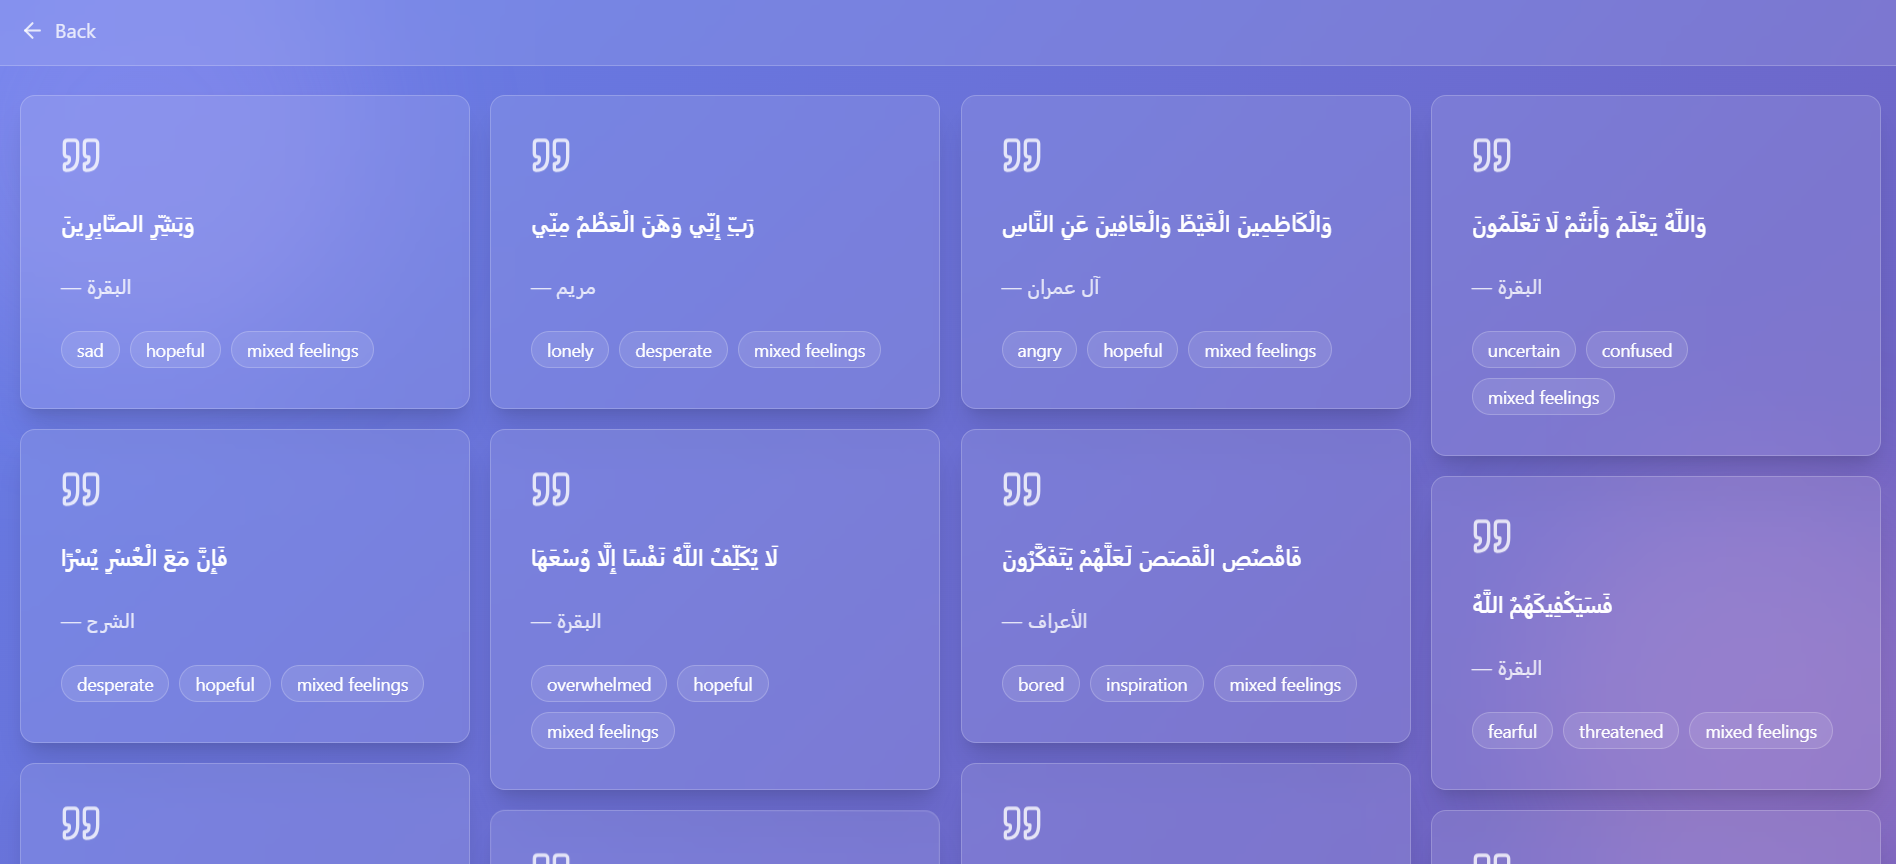 Back
وَبَشِّرِ الصَّابِرِينَ
— البقرة
sad
hopeful
mixed feelings
رَبِّ إِنِّي وَهَنَ الْعَظْمُ مِنِّي
— مريم
lonely
desperate
mixed feelings
وَالْكَاظِمِينَ الْغَيْظَ وَالْعَافِينَ عَنِ النَّاسِ
— آل عمران
angry
hopeful
mixed feelings
وَاللَّهُ يَعْلَمُ وَأَنتُمْ لَا تَعْلَمُونَ
— البقرة
uncertain
confused
mixed feelings
فَإِنَّ مَعَ الْعُسْرِ يُسْرًا
— الشرح
desperate
hopeful
mixed feelings
لَا يُكَلِّفُ اللَّهُ نَفْسًا إِلَّا وُسْعَهَا
— البقرة
overwhelmed
hopeful
mixed feelings
فَاقْصُصِ الْقَصَصَ لَعَلَّهُمْ يَتَفَكَّرُونَ
— الأعراف
bored
inspiration
mixed feelings
فَسَيَكْفِيكَهُمُ اللَّهُ
— البقرة
fearful
threatened
mixed feelings